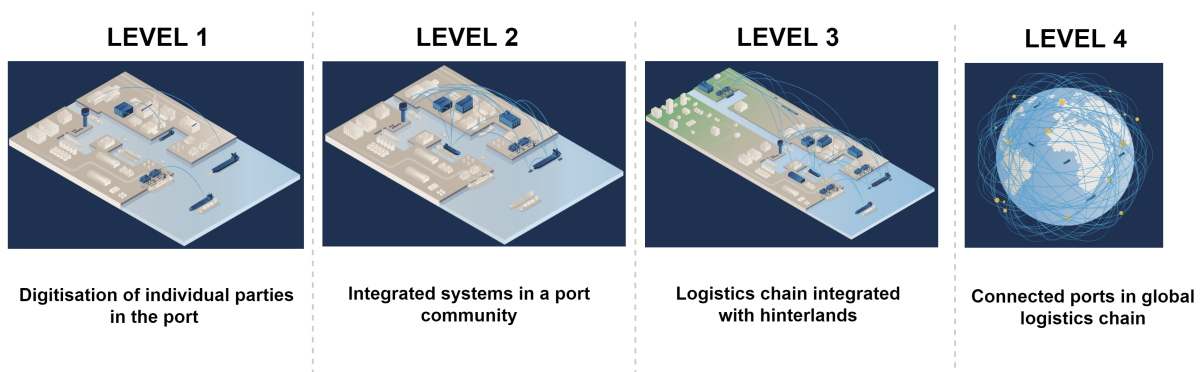 LEVEL 1
LEVEL 2
LEVEL 3
LEVEL 4
Digitisation of individual parties
in the port
Integrated systems in a port
community
Logistics chain integrated
with hinterlands
Connected ports in global
logistics chain